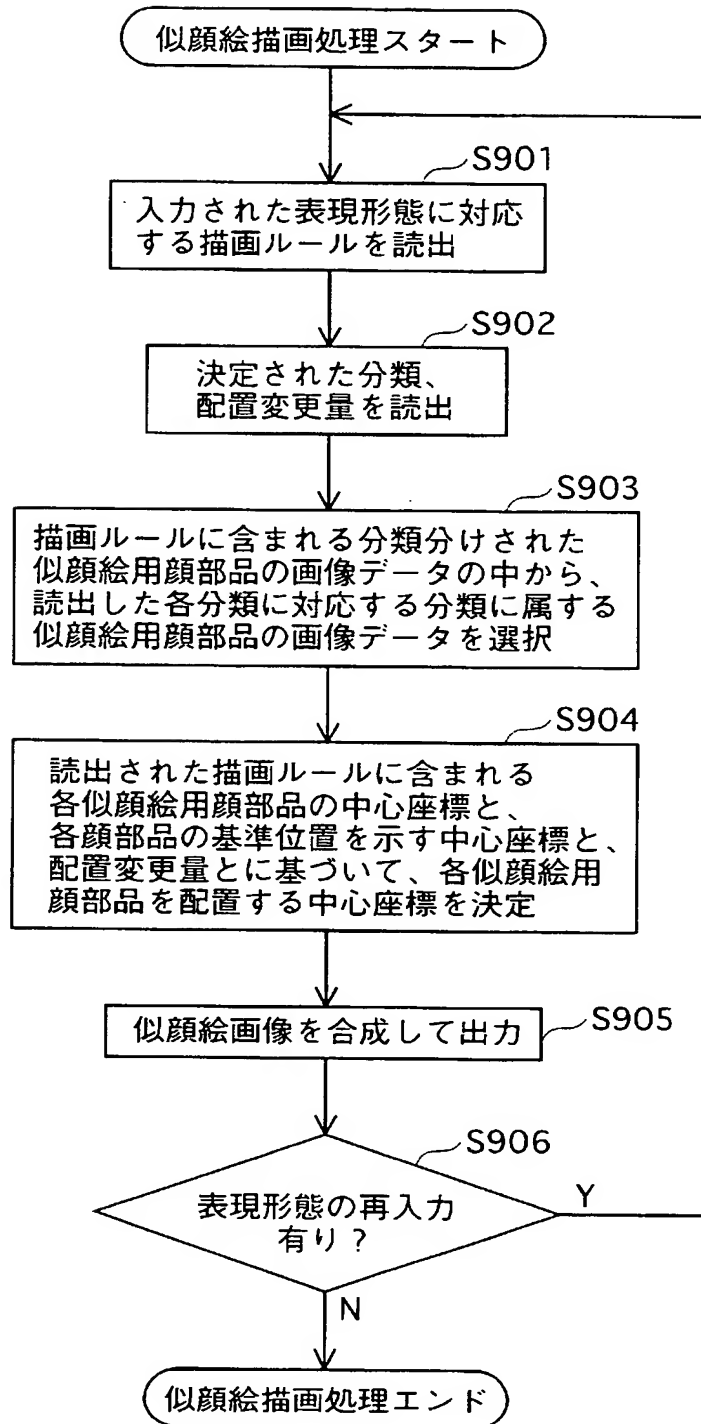 似顔絵描画処理スタート
S901
入力された表現形態に対応
する描画ルールを読出
S902
決定された分類、
配置変更量を読出
S903
描画ルールに含まれる分類分けされた
似顔絵用顔部品の画像データの中から、
読出した各分類に対応する分類に属する
似顔絵用顔部品の画像データを選択
S904
読出された描画ルールに含まれる
各似顔絵用顔部品の中心座標と、
各顔部品の基準位置を示す中心座標と、
配置変更量とに基づいて、各似顔絵用
顔部品を配置する中心座標を決定
似顔絵画像を合成して出力
S905
S906
表現形態の再入力
有り？
Y
N
似顔絵描画処理エンド